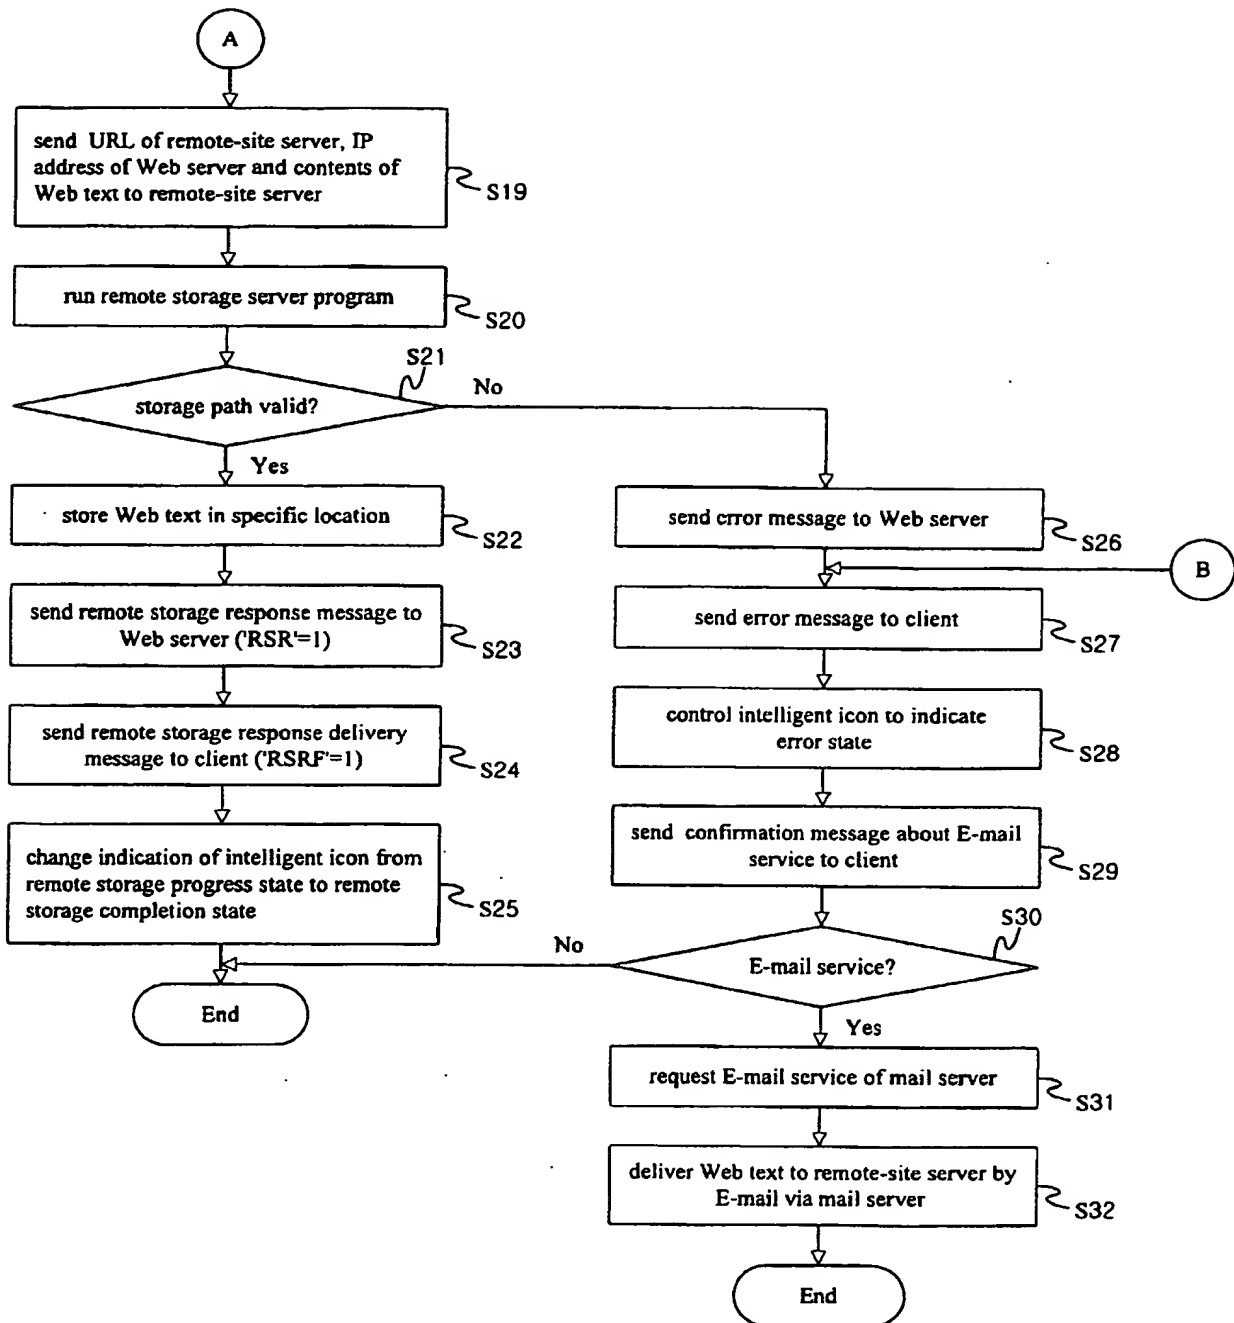 A
send URL of remote-site server, IP
address of Web server and contents of
Web text to remote-site server
S19
run remote storage server program
S20
S21
storage path valid?
No
Yes
store Web text in specific location
S22
send error message to Web server
S26
B
send remote storage response message to
Web server ('RSR'=1)
S23
send error message to client
S27
send remote storage response delivery
message to client ('RSRF'=1)
S24
control intelligent icon to indicate
error state
S28
change indication of intelligent icon from
remote storage progress state to remote
storage completion state
S25
send confirmation message about E-mail
service to client
S29
S30
No
E-mail service?
End
Yes
request E-mail service of mail server
S31
deliver Web text to remote-site server by
E-mail via mail server
S32
End